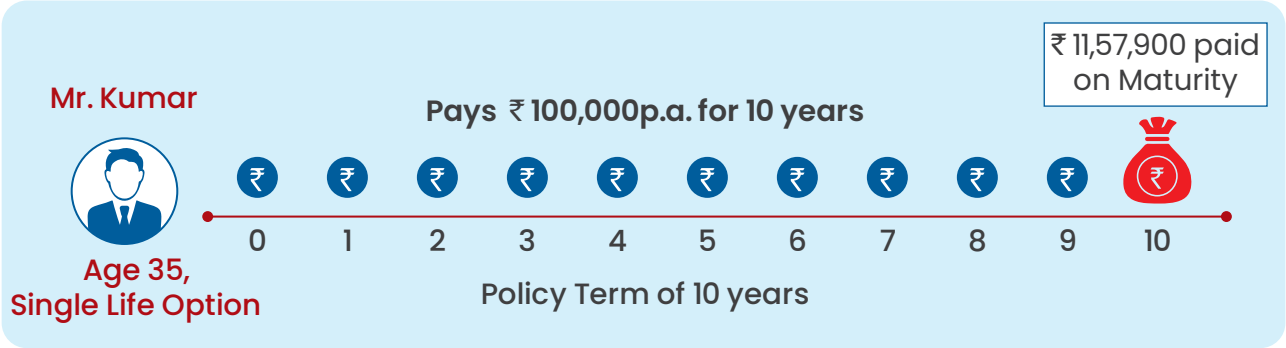 ₹ 11,57,900 paid
on Maturity
Mr. Kumar
Pays ₹ 100,000p.a. for 10 years
₹ ₹ ₹ ₹ ₹ ₹ ₹ ₹ ₹ ₹ ₹
0 1 2 3 4 5 6 7 8 9 10
Age 35,
Single Life Option
Policy Term of 10 years